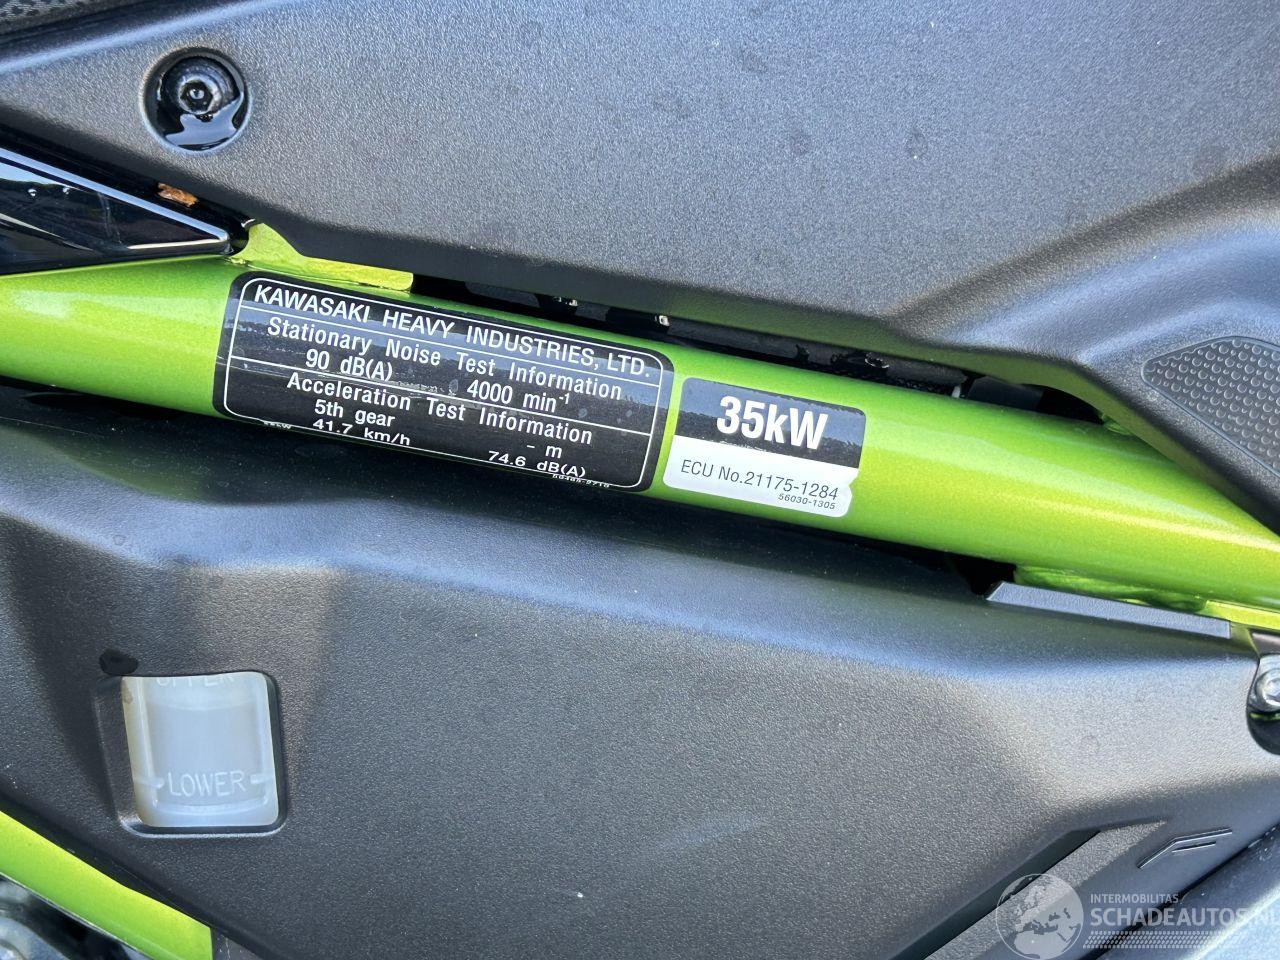 KAWASAKI HEAVY INDUSTRIES, LTD.
Stationary Noise Test Information
90 dB(A) 4000 min-1
Acceleration Test Information
5th gear - m
41.7 km/h 74.6 dB(A)
35kW
ECU No.21175-1284
56030-1305
UPPER
LOWER
INTERMOBILITAS/
SCHADEAUTOS.NL